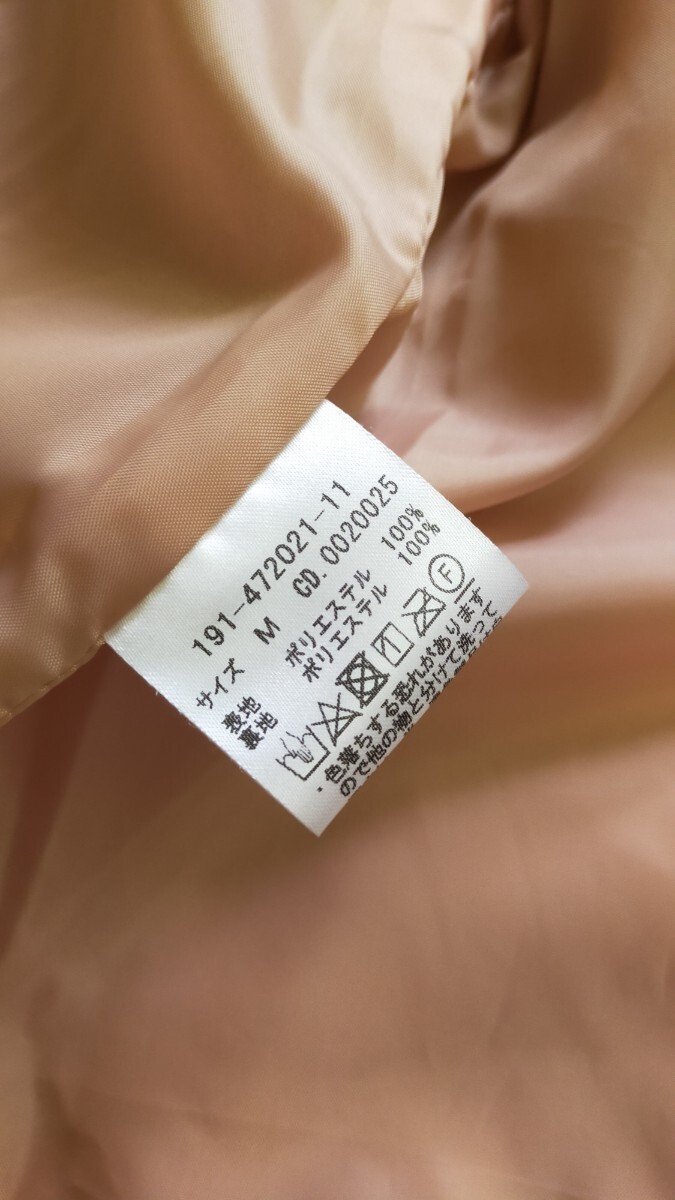 191-472021-11
サイズ M CD. 0020025
表地 ポリエステル 100%
裏地 ポリエステル 100%
F
・色落ちする恐れがあります
ので他の物と分けて洗って